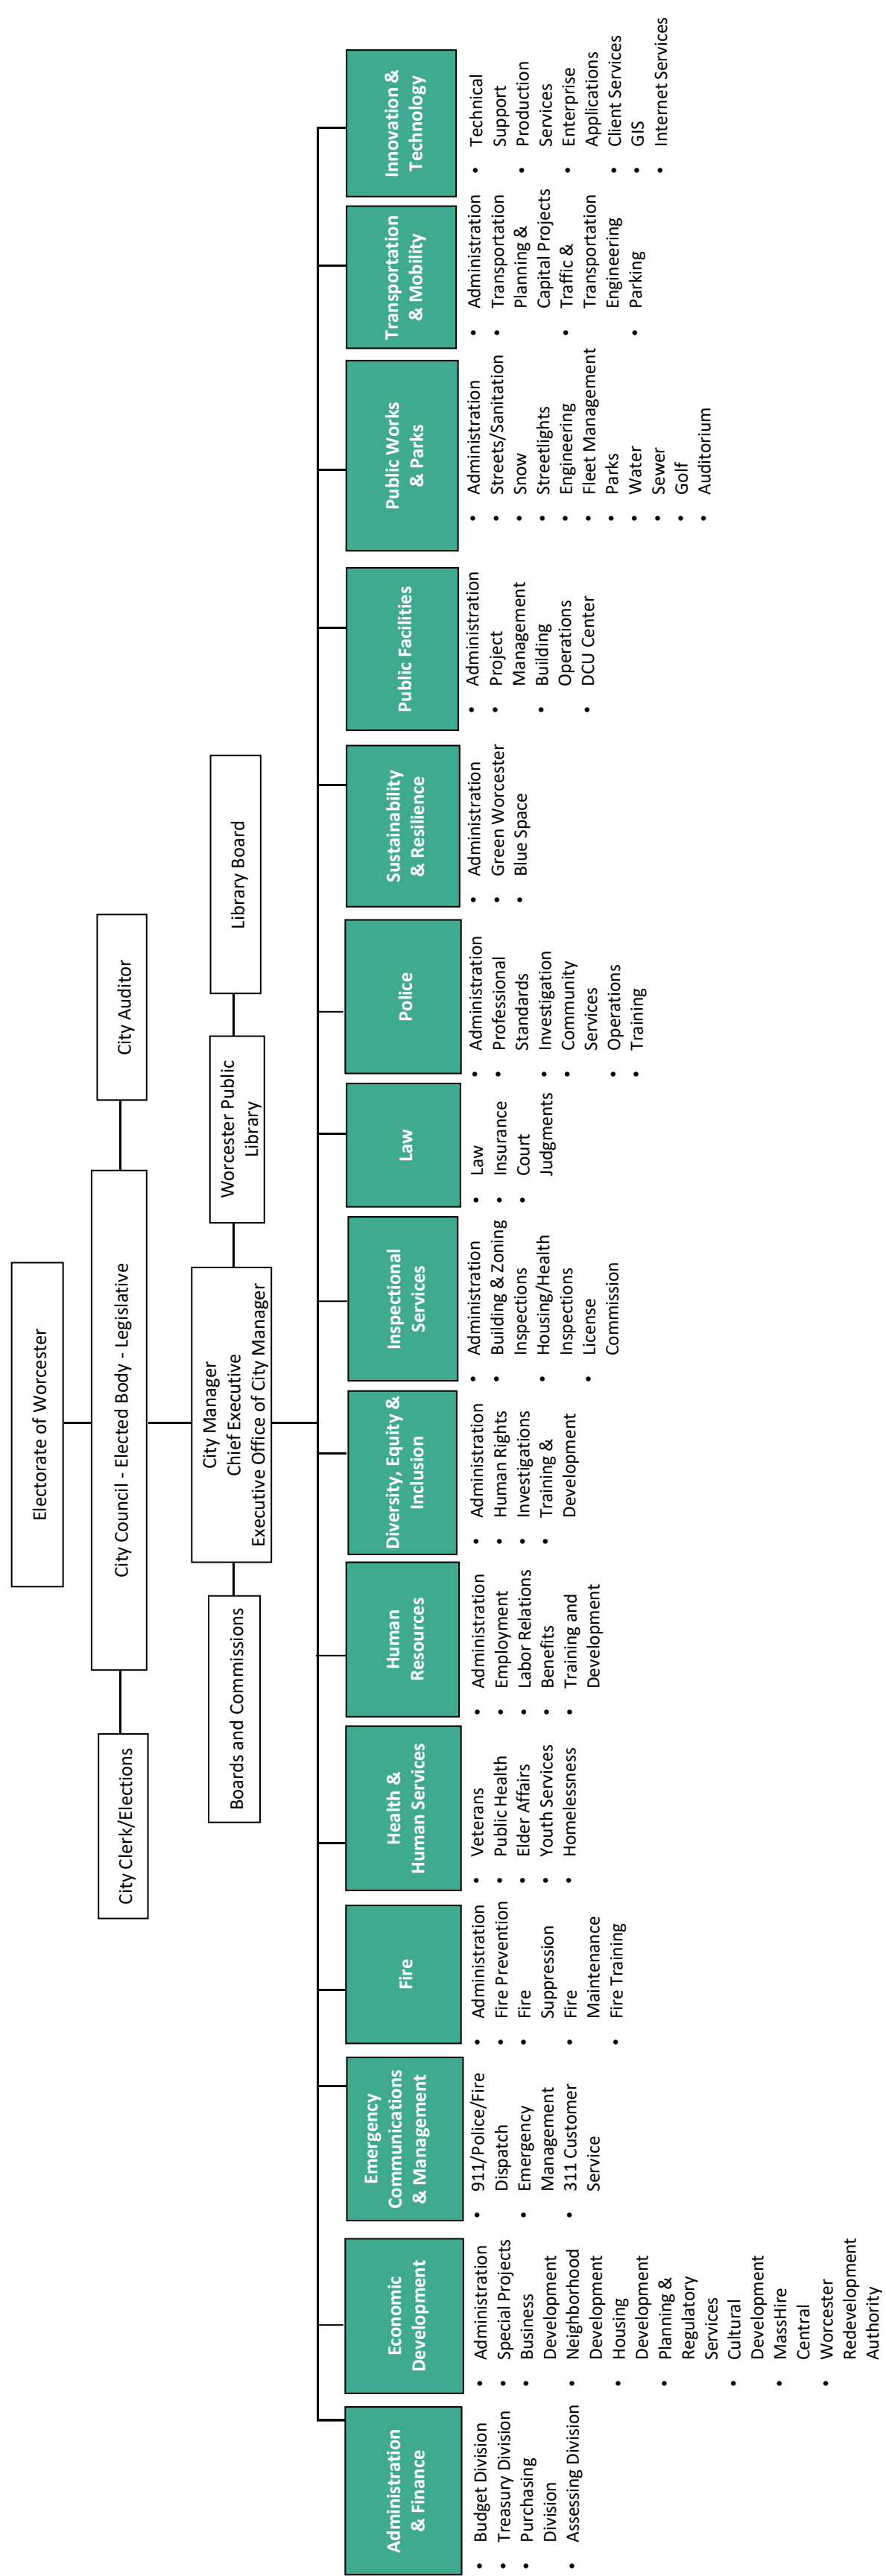 Electorate of Worcester
City Clerk/Elections
City Council - Elected Body - Legislative
City Auditor
Boards and Commissions
City Manager
Chief Executive
Executive Office of City Manager
Worcester Public
Library
Library Board
Administration
& Finance
• Budget Division
• Treasury Division
• Purchasing
Division
• Assessing Division
Economic
Development
• Administration
• Special Projects
• Business
Development
• Neighborhood
Development
• Housing
Development
• Planning &
Regulatory
Services
• Cultural
Development
• MassHire
Central
• Worcester
Redevelopment
Authority
Emergency
Communications
& Management
• 911/Police/Fire
Dispatch
• Emergency
Management
• 311 Customer
Service
Fire
• Administration
• Fire Prevention
• Fire
Suppression
• Fire
Maintenance
• Fire Training
Health &
Human Services
• Veterans
• Public Health
• Elder Affairs
• Youth Services
• Homelessness
Human
Resources
• Administration
• Employment
• Labor Relations
• Benefits
• Training and
Development
Diversity, Equity &
Inclusion
• Administration
• Human Rights
• Investigations
• Training &
Development
Inspectional
Services
• Administration
• Building & Zoning
Inspections
• Housing/Health
Inspections
• License
Commission
Law
• Law
• Insurance
• Court
Judgments
Police
• Administration
• Professional
Standards
• Investigation
• Community
Services
• Operations
• Training
Sustainability
& Resilience
• Administration
• Green Worcester
• Blue Space
Public Facilities
• Administration
• Project
Management
• Building
Operations
• DCU Center
Public Works
& Parks
• Administration
• Streets/Sanitation
• Snow
• Streetlights
• Engineering
• Fleet Management
• Parks
• Water
• Sewer
• Golf
• Auditorium
Transportation
& Mobility
• Administration
• Transportation
Planning &
Capital Projects
• Traffic &
Transportation
Engineering
• Parking
Innovation &
Technology
• Technical
Support
• Production
Services
• Enterprise
Applications
• Client Services
• GIS
• Internet Services